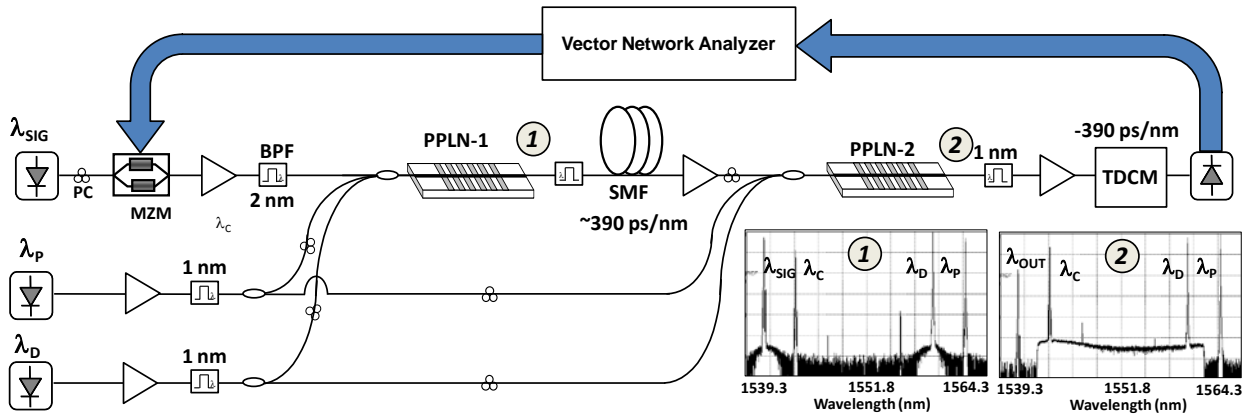 Vector Network Analyzer
λSIG
PC
MZM
BPF
2 nm
λC
PPLN-1
1
SMF
~390 ps/nm
PPLN-2
2
1 nm
-390 ps/nm
TDCM
λP
1 nm
λD
1 nm
λSIG λC 1 λD λP
1539.3 1551.8 1564.3
Wavelength (nm)
λOUT λC 2 λD λP
1539.3 1551.8 1564.3
Wavelength (nm)